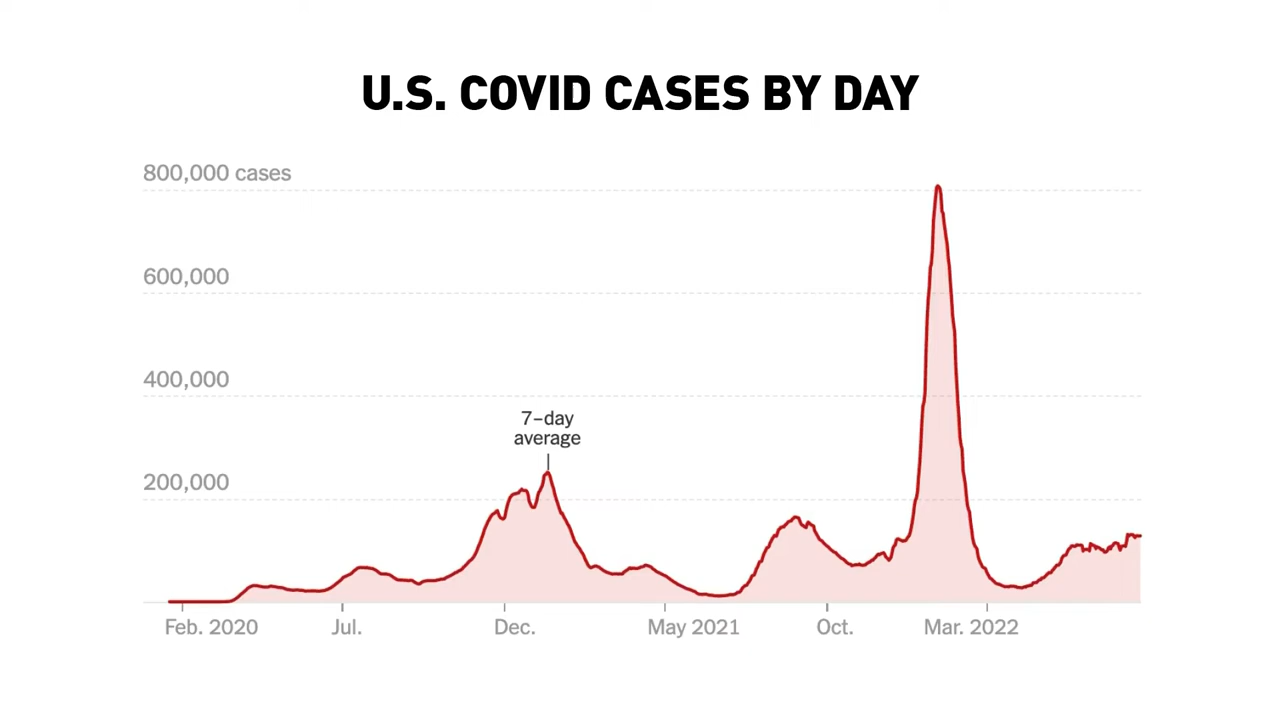 U.S. COVID CASES BY DAY
800,000 cases
600,000
400,000
7–day
average
200,000
Feb. 2020 Jul. Dec. May 2021 Oct. Mar. 2022